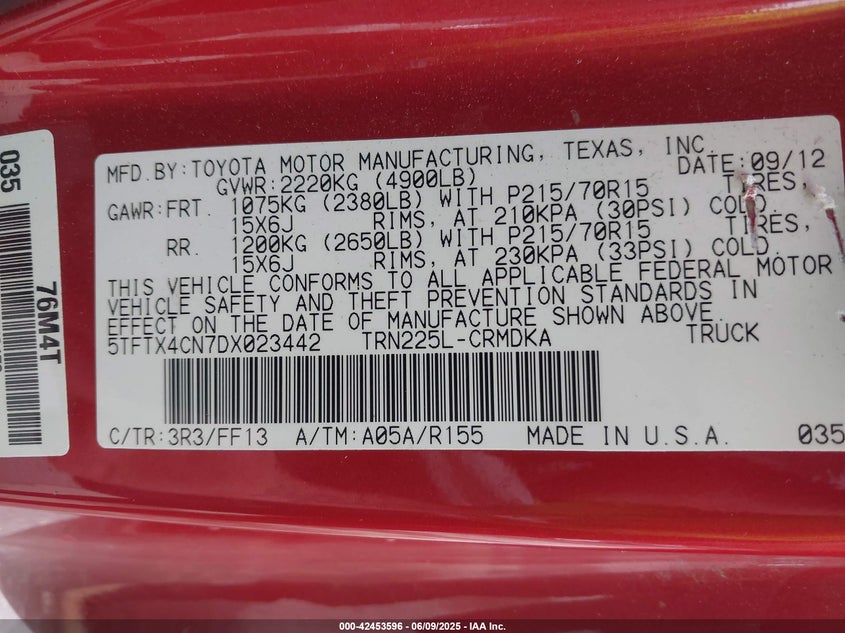 035
76M4T
MFD.BY:TOYOTA MOTOR MANUFACTURING, TEXAS, INC.
DATE:09/12
GVWR:2220KG (4900LB)
GAWR:FRT. 1075KG (2380LB) WITH P215/70R15 TIRES,
15X6J RIMS, AT 210KPA (30PSI) COLD.
RR. 1200KG (2650LB) WITH P215/70R15 TIRES,
15X6J RIMS, AT 230KPA (33PSI) COLD.
THIS VEHICLE CONFORMS TO ALL APPLICABLE FEDERAL MOTOR
VEHICLE SAFETY AND THEFT PREVENTION STANDARDS IN
EFFECT ON THE DATE OF MANUFACTURE SHOWN ABOVE.
5TFTX4CN7DX023442 TRN225L-CRMDKA TRUCK
C/TR:3R3/FF13 A/TM:A05A/R155 MADE IN U.S.A. 035
000-42453596 - 06/09/2025 - IAA Inc.